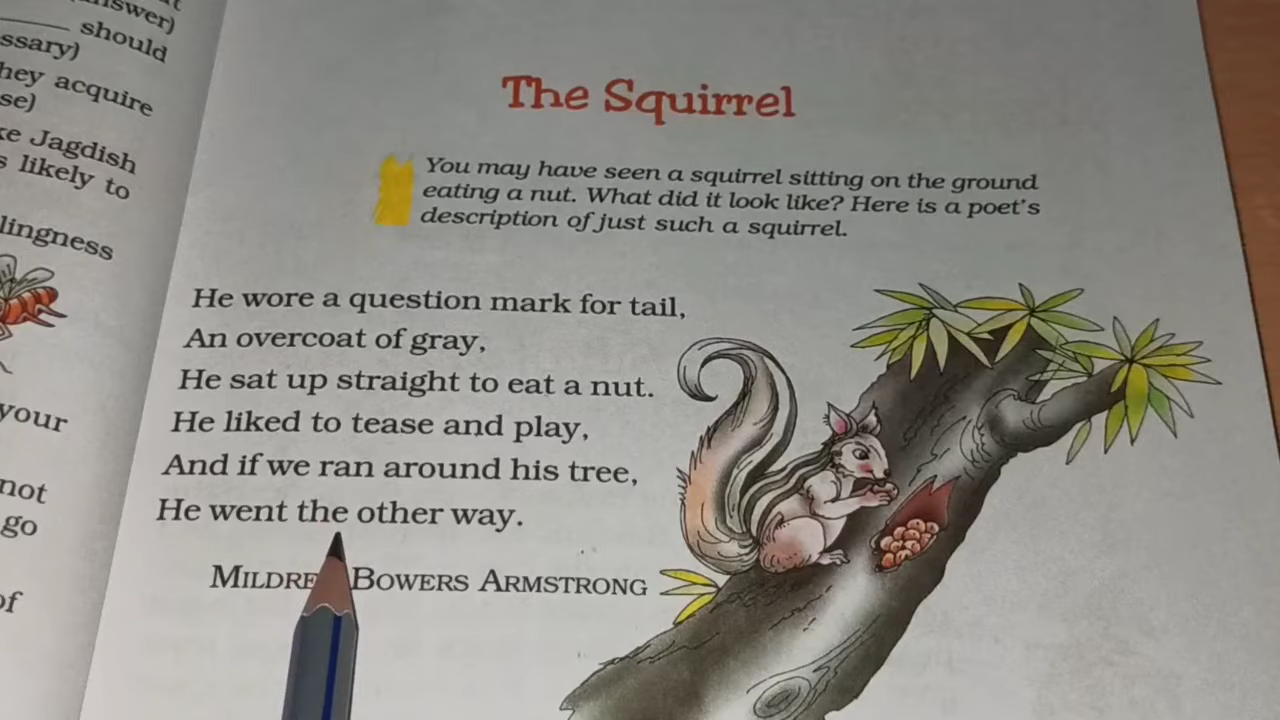 answer)
should
ssary)
hey acquire
se)
ke Jagdish
s likely to
lingness
your
not
go
of
The Squirrel
You may have seen a squirrel sitting on the ground
eating a nut. What did it look like? Here is a poet's
description of just such a squirrel.
He wore a question mark for tail,
An overcoat of gray,
He sat up straight to eat a nut.
He liked to tease and play,
And if we ran around his tree,
He went the other way.
MILDRE BOWERS ARMSTRONG